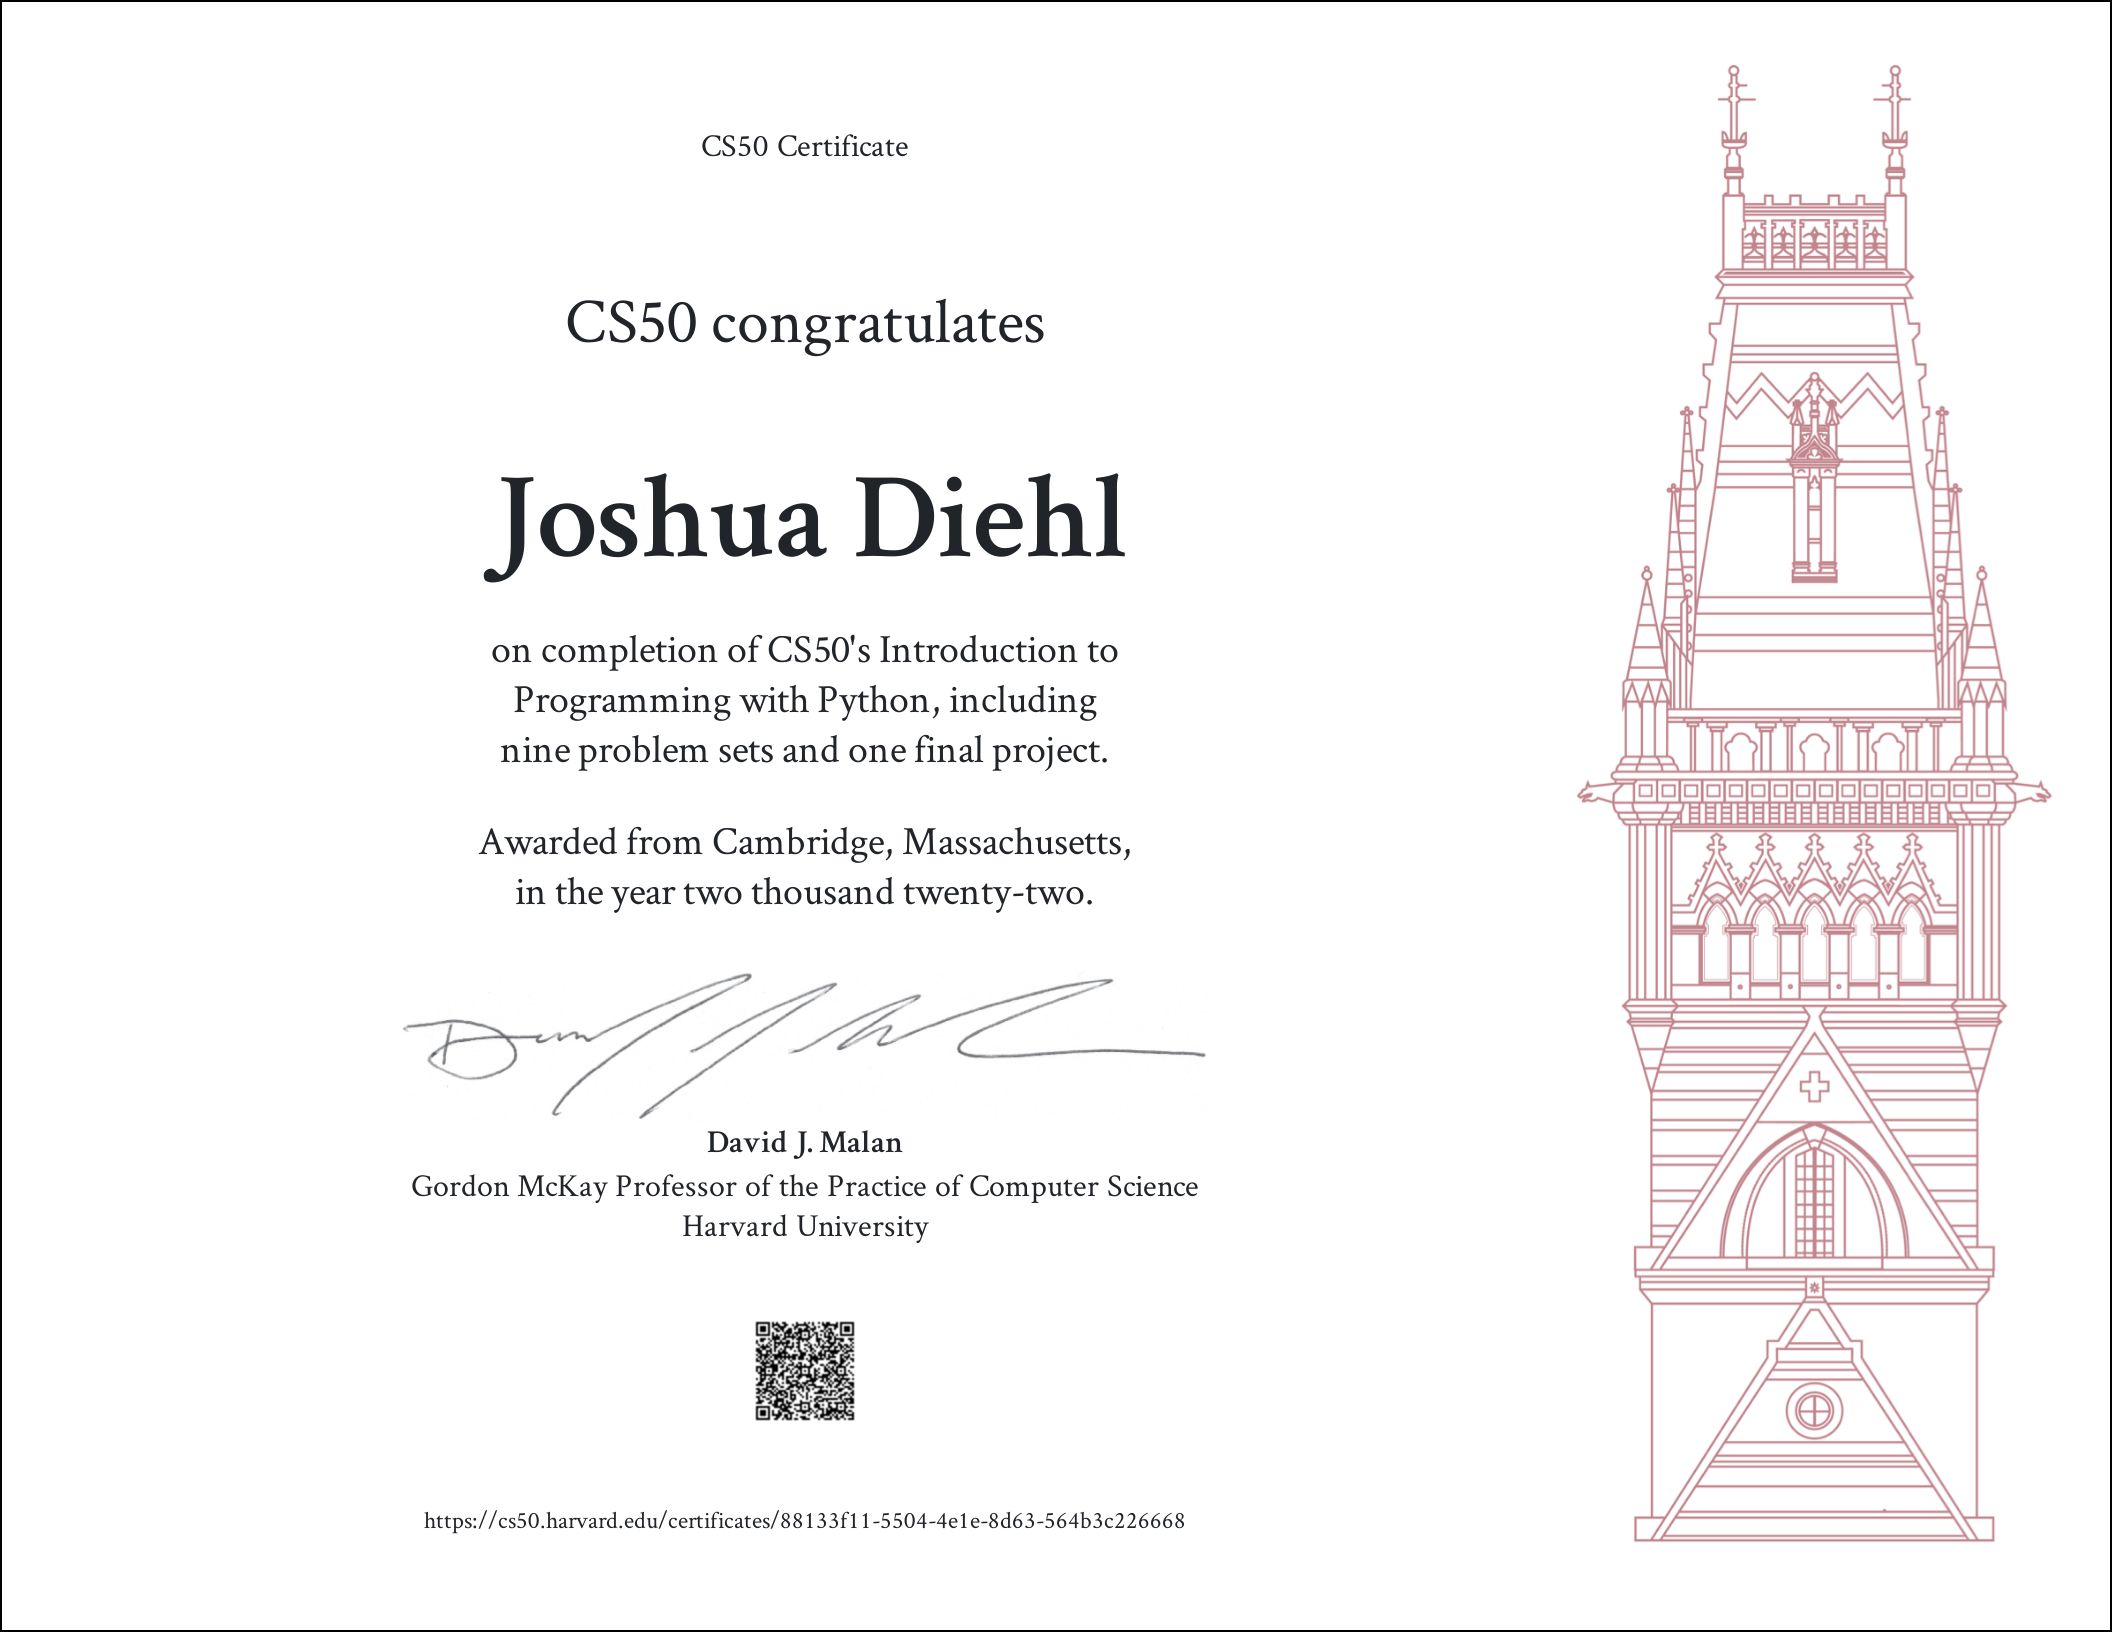 CS50 Certificate
CS50 congratulates
Joshua Diehl
on completion of CS50's Introduction to
Programming with Python, including
nine problem sets and one final project.
Awarded from Cambridge, Massachusetts,
in the year two thousand twenty-two.
David J. Malan
Gordon McKay Professor of the Practice of Computer Science
Harvard University
https://cs50.harvard.edu/certificates/88133f11-5504-4e1e-8d63-564b3c226668